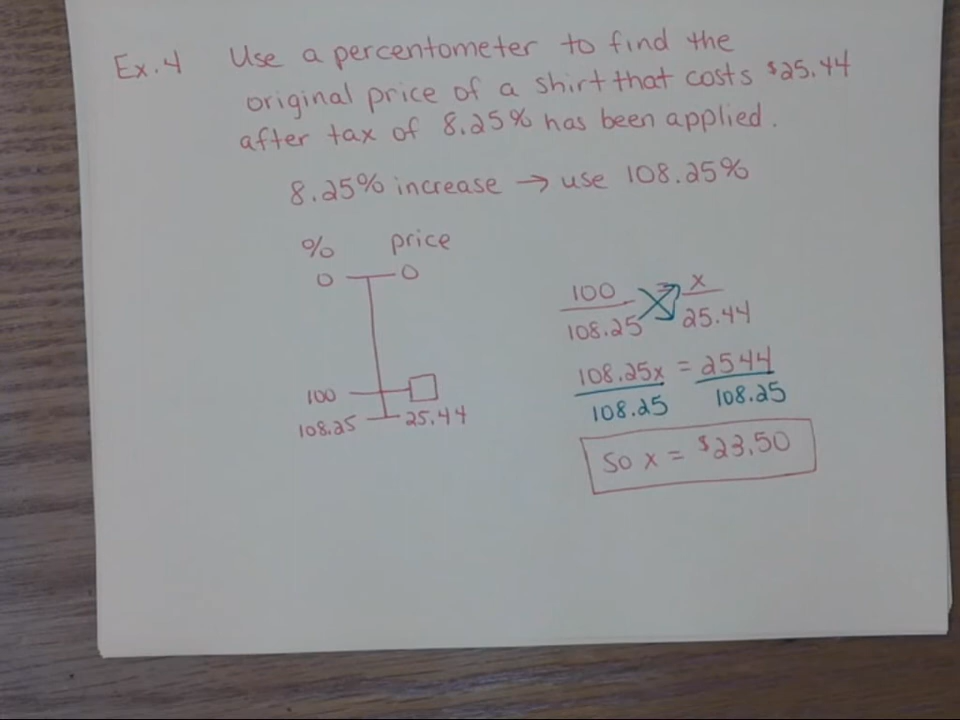 Ex. 4 Use a percentometer to find the
original price of a shirt that costs $25.44
after tax of 8.25% has been applied.
8.25% increase → use 108.25%
% price
0 0
100
108.25 25.44
100 = x
108.25 25.44
108.25x = 2544
108.25 108.25
So x = $23.50